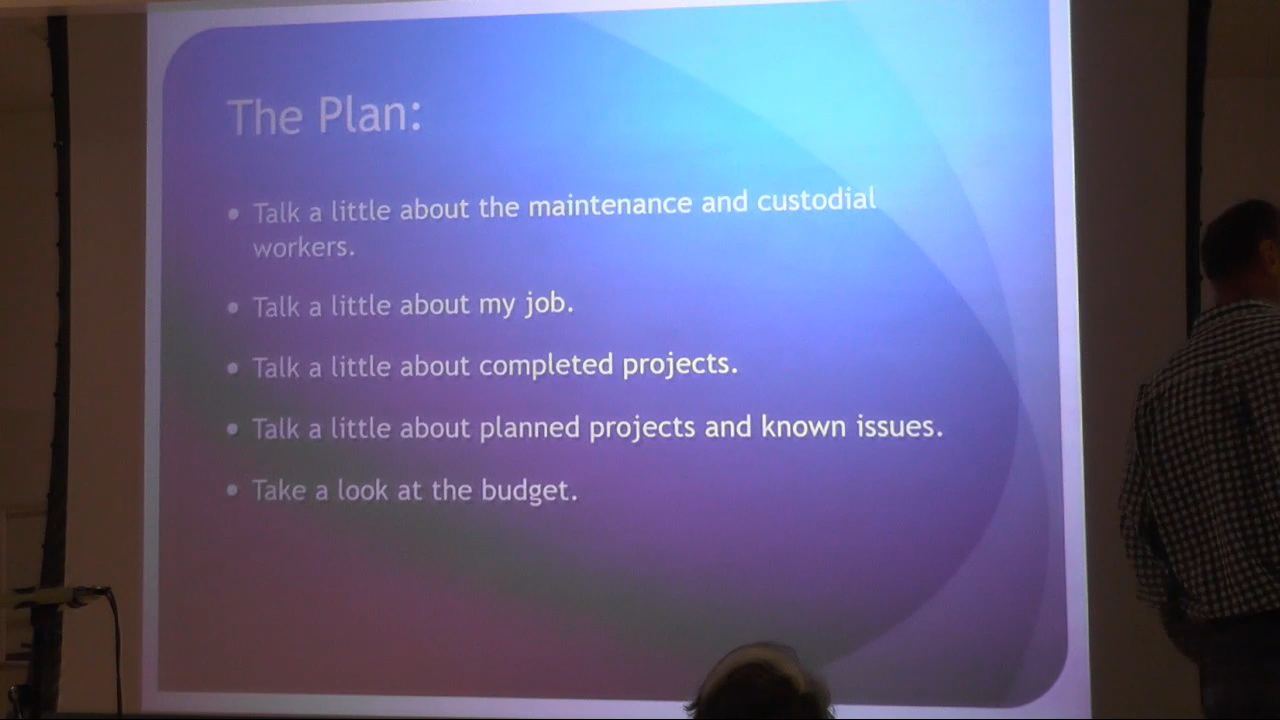 The Plan:
• Talk a little about the maintenance and custodial
workers.
• Talk a little about my job.
• Talk a little about completed projects.
• Talk a little about planned projects and known issues.
• Take a look at the budget.